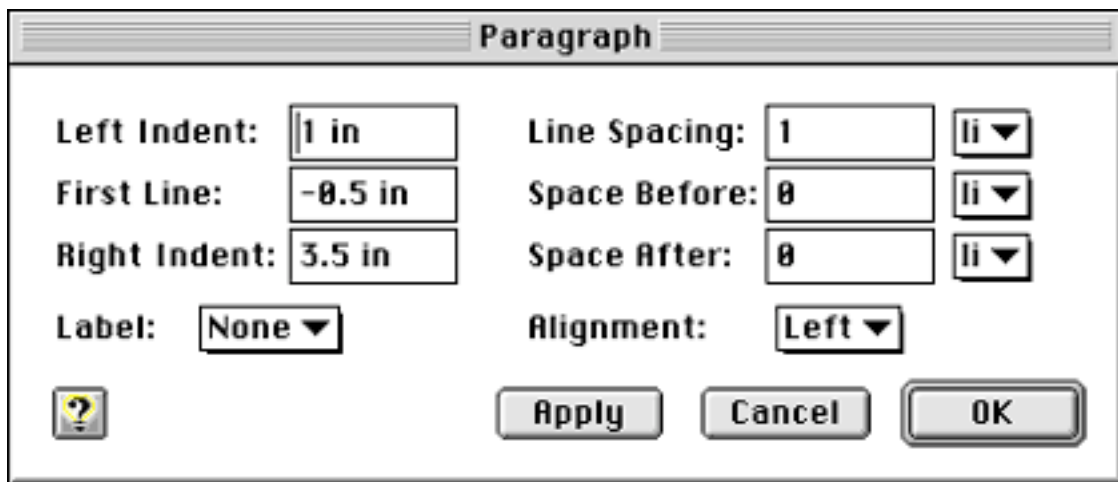 Paragraph
Left Indent: 1 in Line Spacing: 1 li
First Line: -0.5 in Space Before: 0 li
Right Indent: 3.5 in Space After: 0 li
Label: None Alignment: Left
? Apply Cancel OK